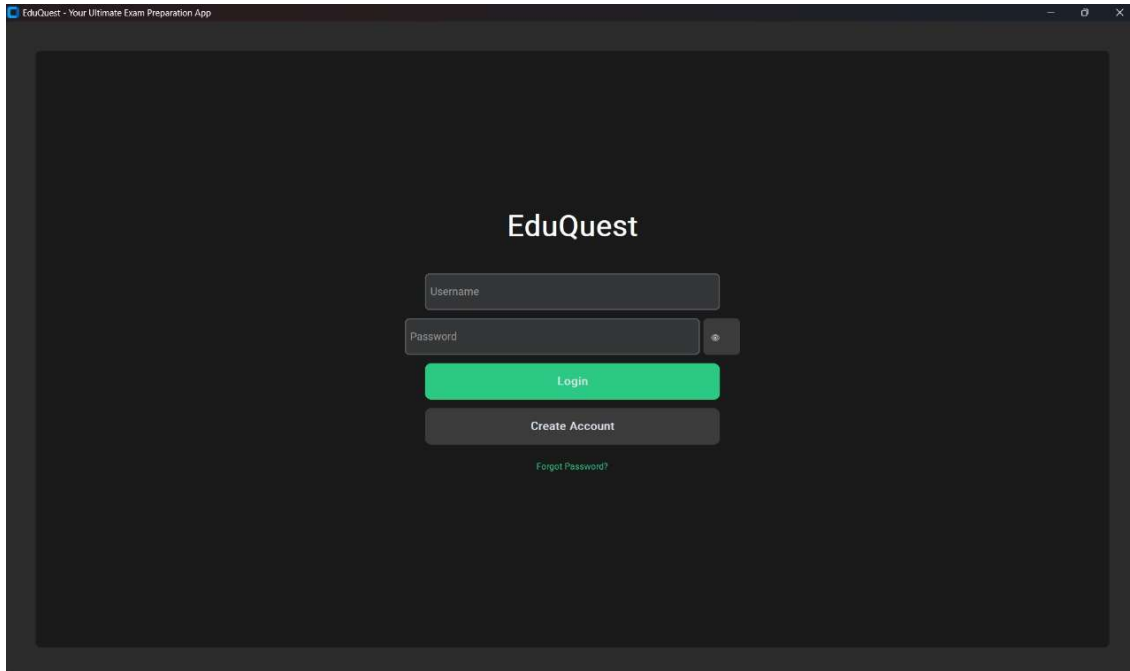 EduQuest - Your Ultimate Exam Preparation App
EduQuest
Username
Password
Login
Create Account
Forgot Password?